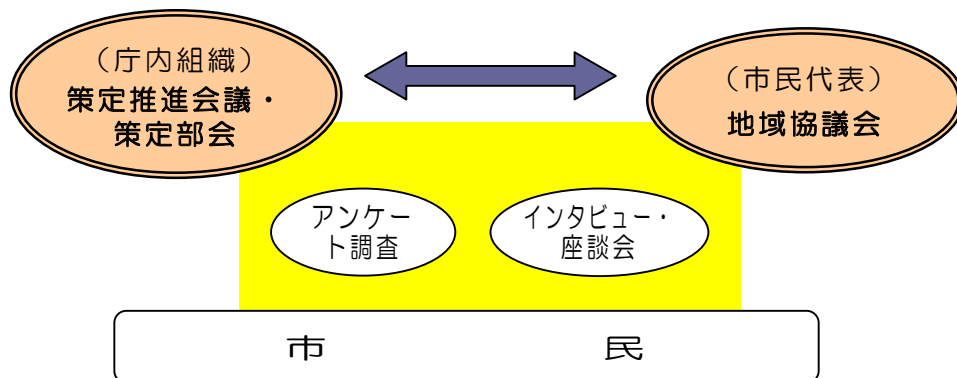 （庁内組織）
策定推進会議・
策定部会
（市民代表）
地域協議会
アンケー
ト調査
インタビュー・
座談会
市　　　　民